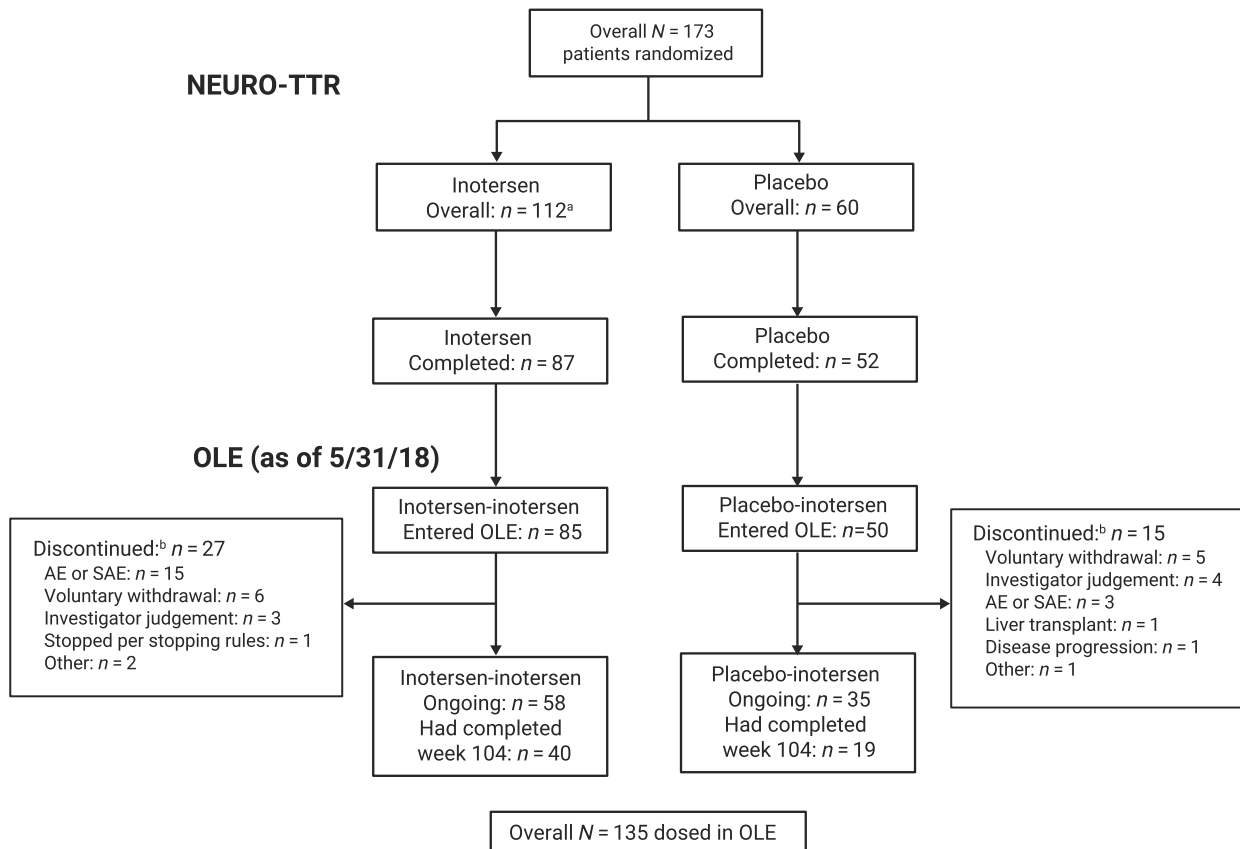 Overall N = 173
patients randomized
NEURO-TTR
Inotersen
Overall: n = 112ᵃ
Placebo
Overall: n = 60
Inotersen
Completed: n = 87
Placebo
Completed: n = 52
OLE (as of 5/31/18)
Inotersen-inotersen
Entered OLE: n = 85
Placebo-inotersen
Entered OLE: n=50
Discontinued:ᵇ n = 27
AE or SAE: n = 15
Voluntary withdrawal: n = 6
Investigator judgement: n = 3
Stopped per stopping rules: n = 1
Other: n = 2
Discontinued:ᵇ n = 15
Voluntary withdrawal: n = 5
Investigator judgement: n = 4
AE or SAE: n = 3
Liver transplant: n = 1
Disease progression: n = 1
Other: n = 1
Inotersen-inotersen
Ongoing: n = 58
Had completed
week 104: n = 40
Placebo-inotersen
Ongoing: n = 35
Had completed
week 104: n = 19
Overall N = 135 dosed in OLE